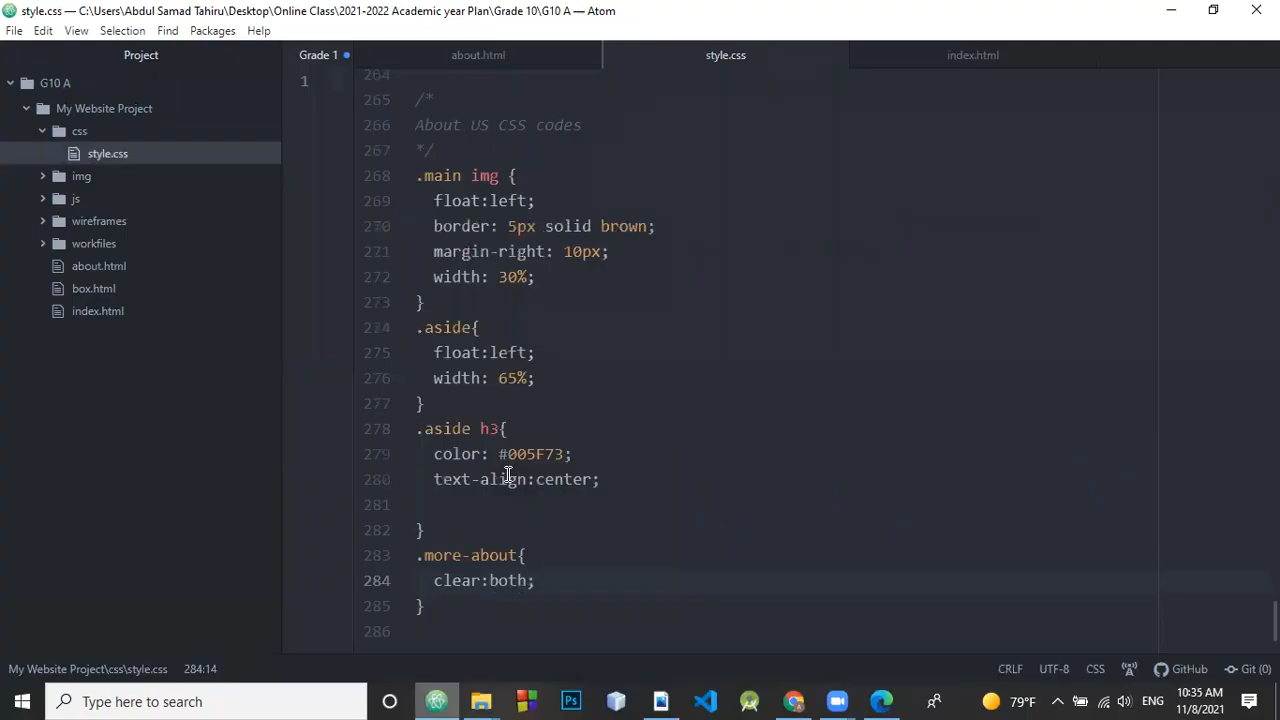 style.css — C:\Users\Abdul Samad Tahiru\Desktop\Online Class\2021-2022 Academic year Plan\Grade 10\G10 A — Atom
File Edit View Selection Find Packages Help
Project
Grade 1
about.html
style.css
index.html
G10 A
My Website Project
css
style.css
img
js
wireframes
workfiles
about.html
box.html
index.html
1
264
265 /*
266 About US CSS codes
267 */
268 .main img {
269 float:left;
270 border: 5px solid brown;
271 margin-right: 10px;
272 width: 30%;
273 }
274 .aside{
275 float:left;
276 width: 65%;
277 }
278 .aside h3{
279 color: #005F73;
280 text-align:center;
281
282 }
283 .more-about{
284 clear:both;
285 }
286
My Website Project\css\style.css 284:14
CRLF UTF-8 CSS GitHub Git (0)
Type here to search
Ps
79°F
ENG
10:35 AM
11/8/2021